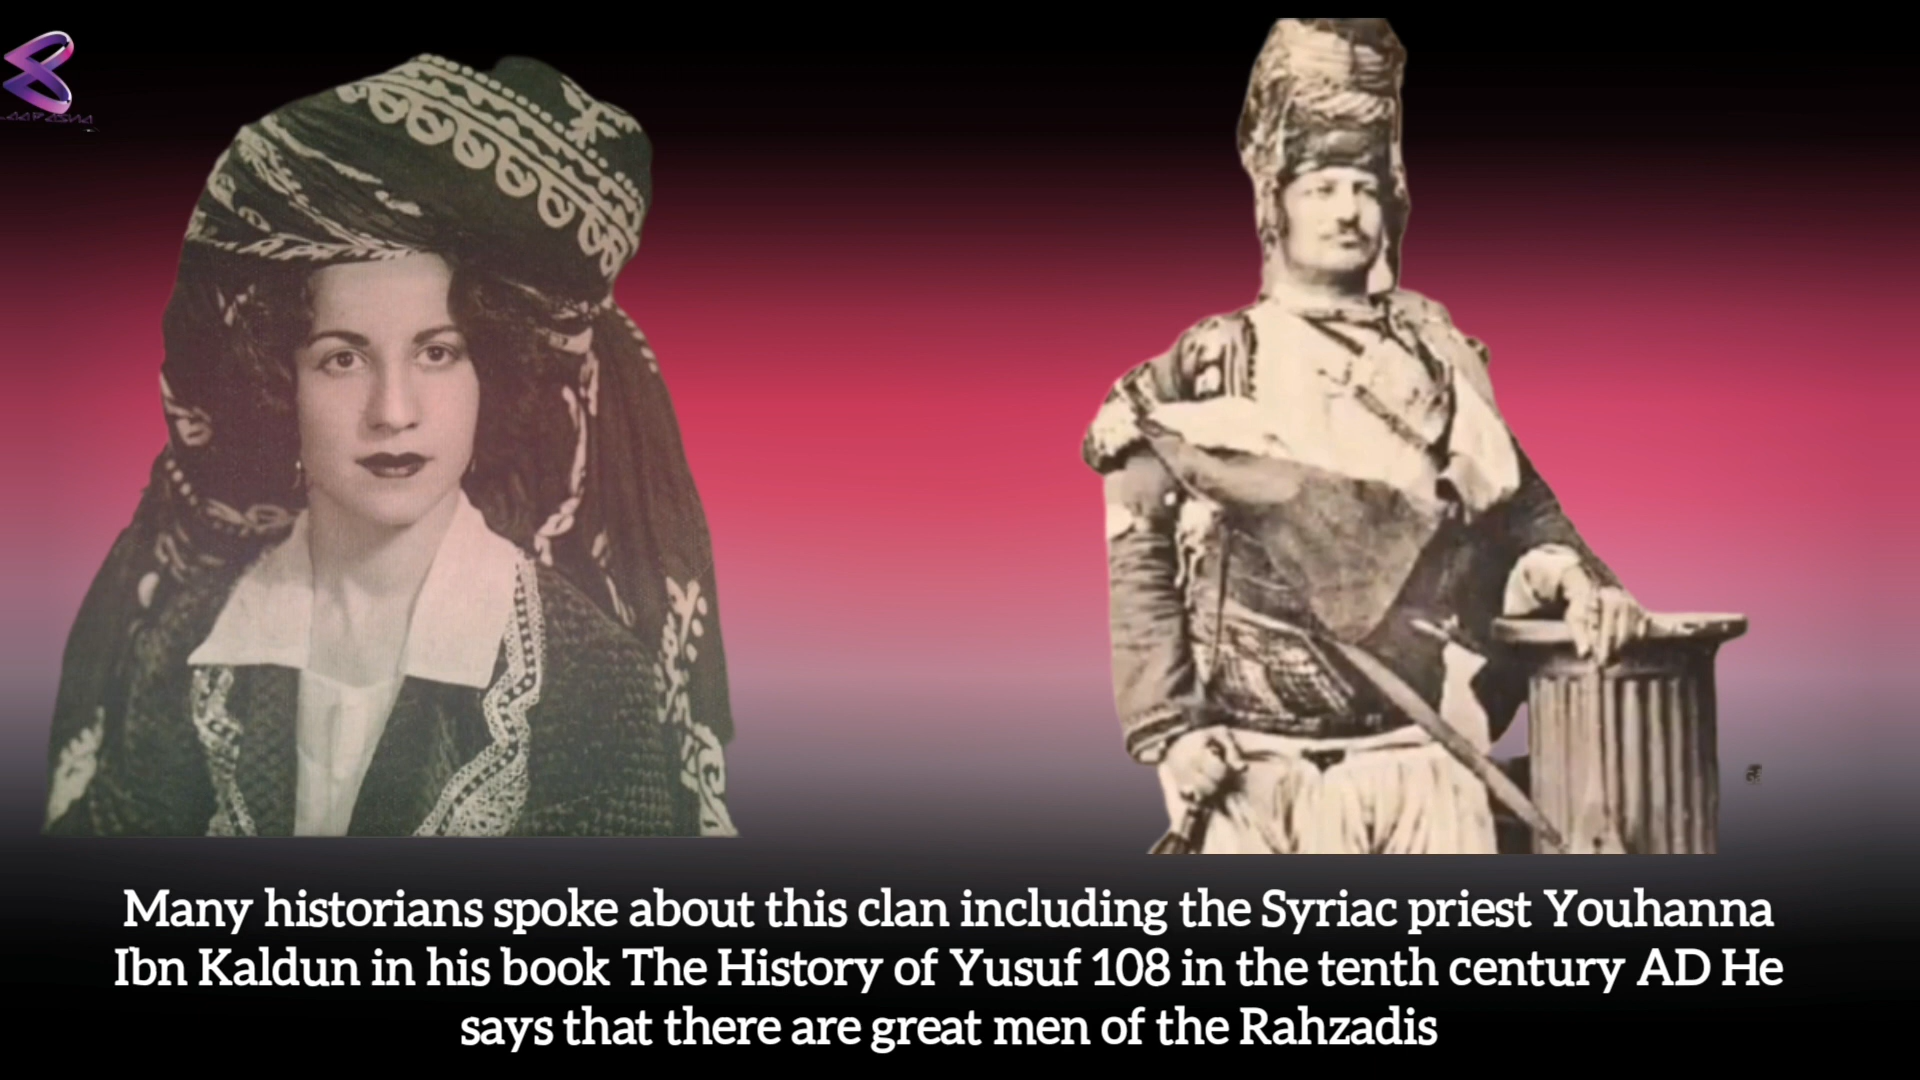 Many historians spoke about this clan including the Syriac priest Youhanna
Ibn Kaldun in his book The History of Yusuf 108 in the tenth century AD He
says that there are great men of the Rahzadis